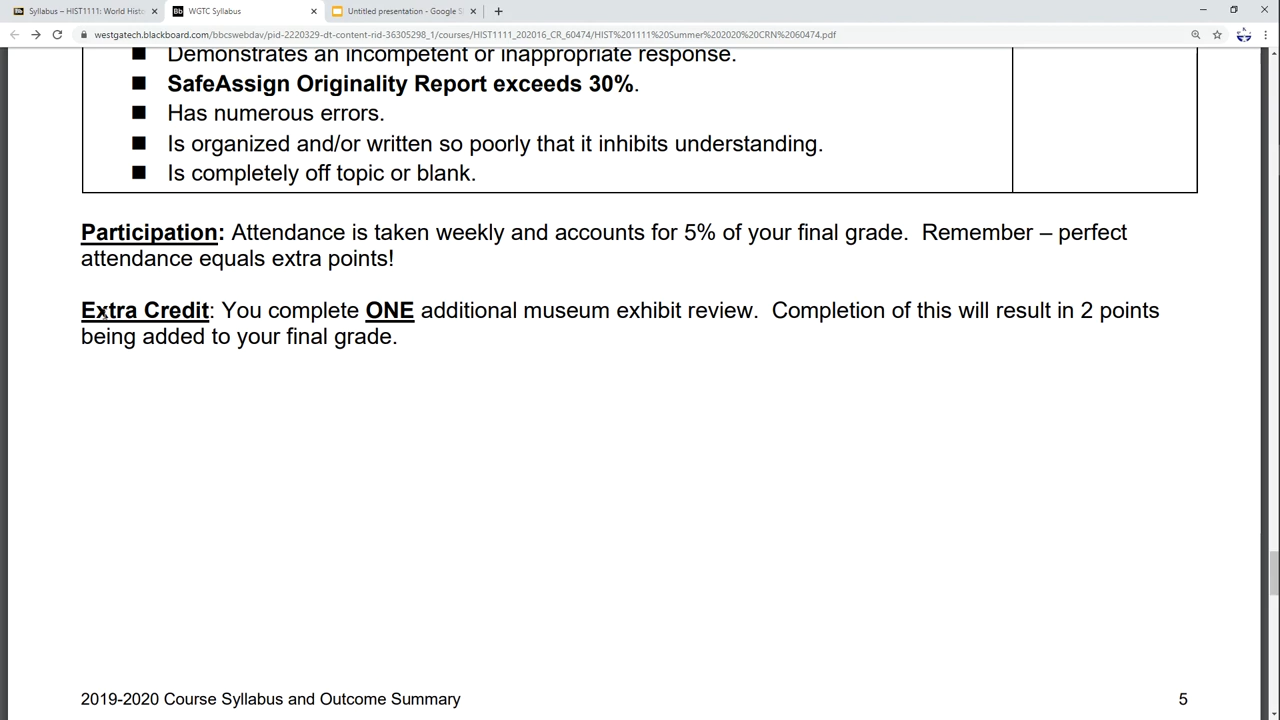 Syllabus – HIST1111: World Histo
WGTC Syllabus
Untitled presentation - Google S
westgatech.blackboard.com/bbcswebdav/pid-2220329-dt-content-rid-36305298_1/courses/HIST1111_202016_CR_60474/HIST%201111%20Summer%202020%20CRN%2060474.pdf
Demonstrates an incompetent or inappropriate response.
SafeAssign Originality Report exceeds 30%.
Has numerous errors.
Is organized and/or written so poorly that it inhibits understanding.
Is completely off topic or blank.
Participation: Attendance is taken weekly and accounts for 5% of your final grade.  Remember – perfect
attendance equals extra points!
Extra Credit: You complete ONE additional museum exhibit review.  Completion of this will result in 2 points
being added to your final grade.
2019-2020 Course Syllabus and Outcome Summary 5